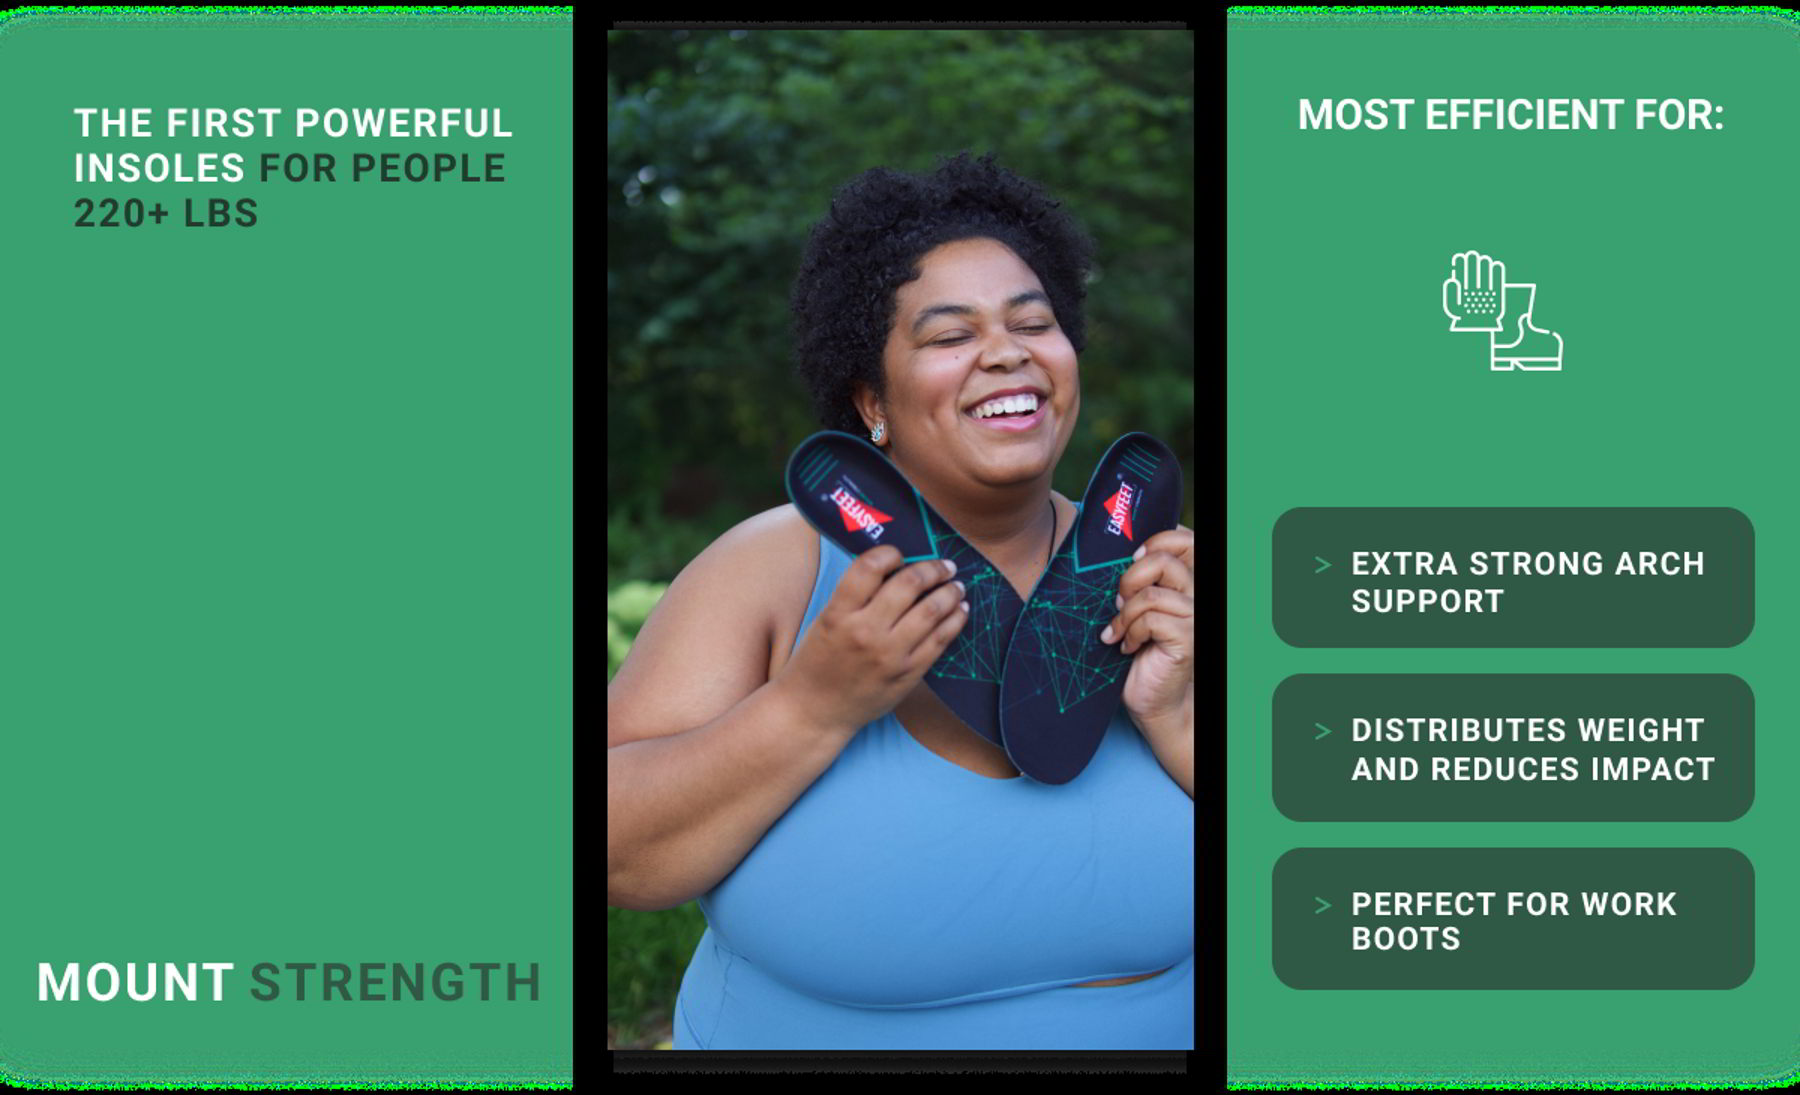 THE FIRST POWERFUL
INSOLES FOR PEOPLE
220+ LBS
MOUNT STRENGTH
EASYFEET
EASYFEET
MOST EFFICIENT FOR:
> EXTRA STRONG ARCH
SUPPORT
> DISTRIBUTES WEIGHT
AND REDUCES IMPACT
> PERFECT FOR WORK
BOOTS